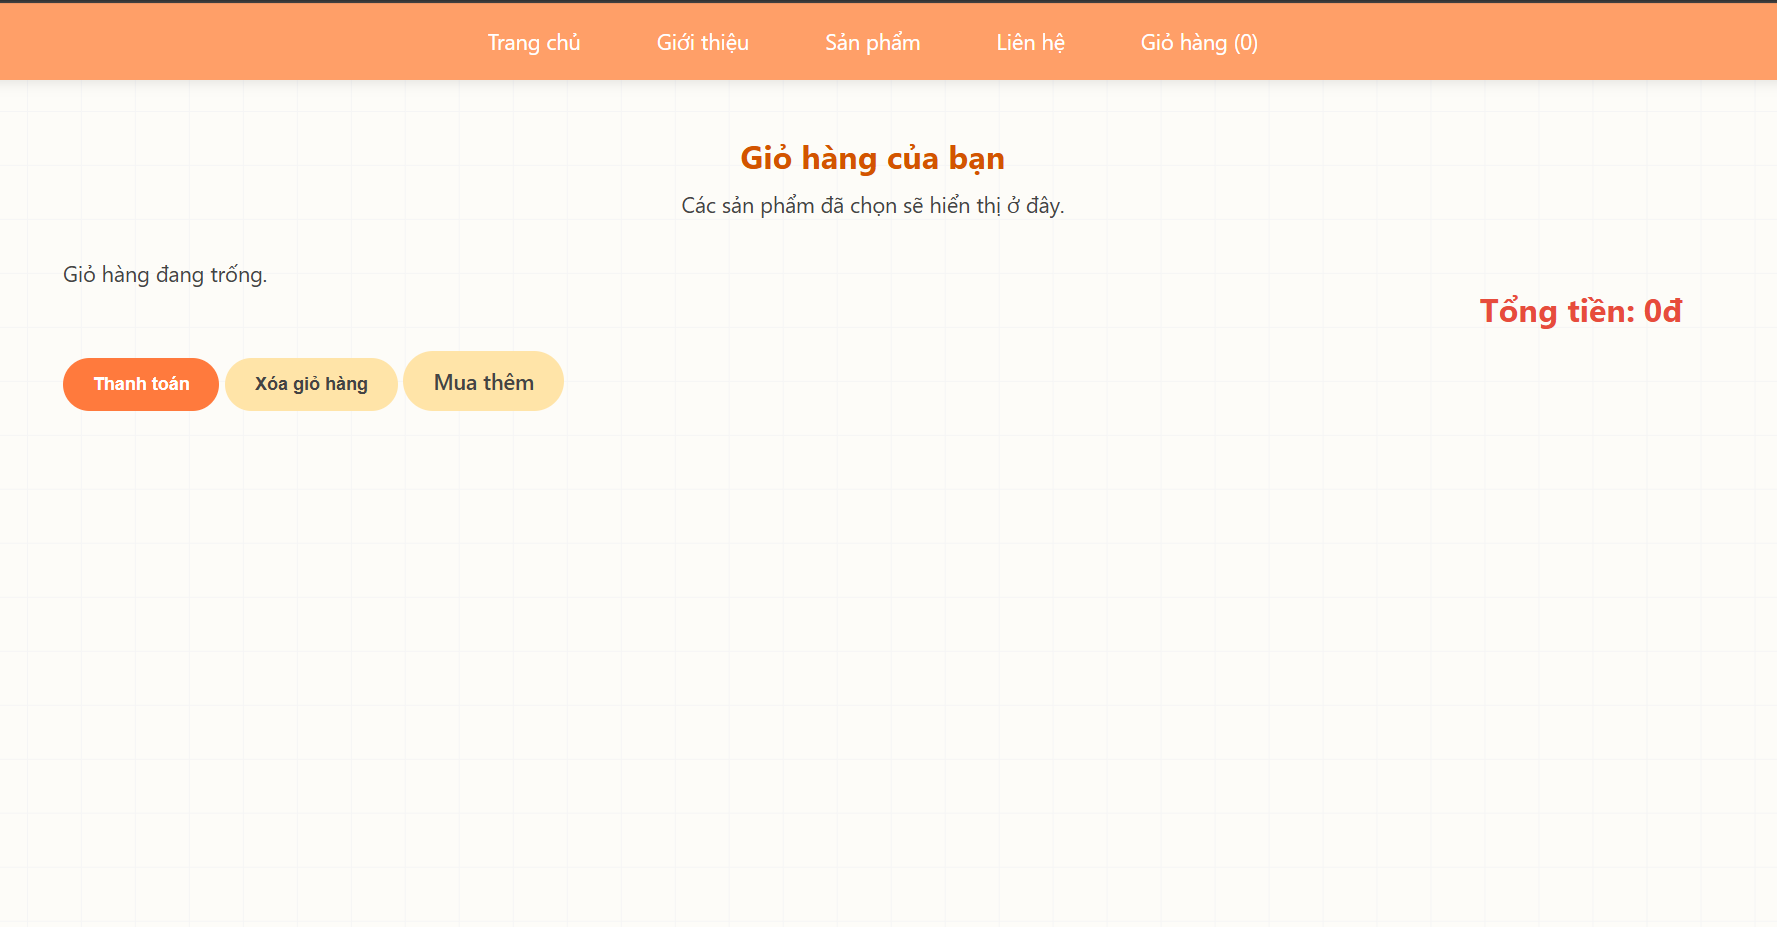 Trang chủ Giới thiệu Sản phẩm Liên hệ Giỏ hàng (0)
Giỏ hàng của bạn
Các sản phẩm đã chọn sẽ hiển thị ở đây.
Giỏ hàng đang trống.
Tổng tiền: 0đ
Thanh toán Xóa giỏ hàng Mua thêm